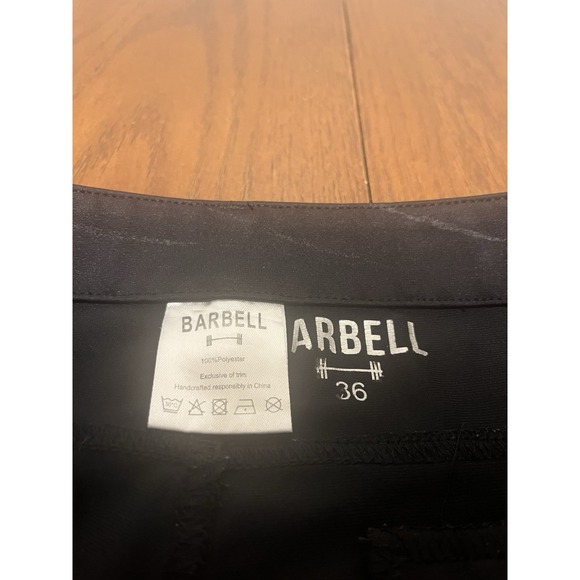 BARBELL
100%Polyester
Exclusive of trim
Handcrafted responsibly in China
ARBELL
36